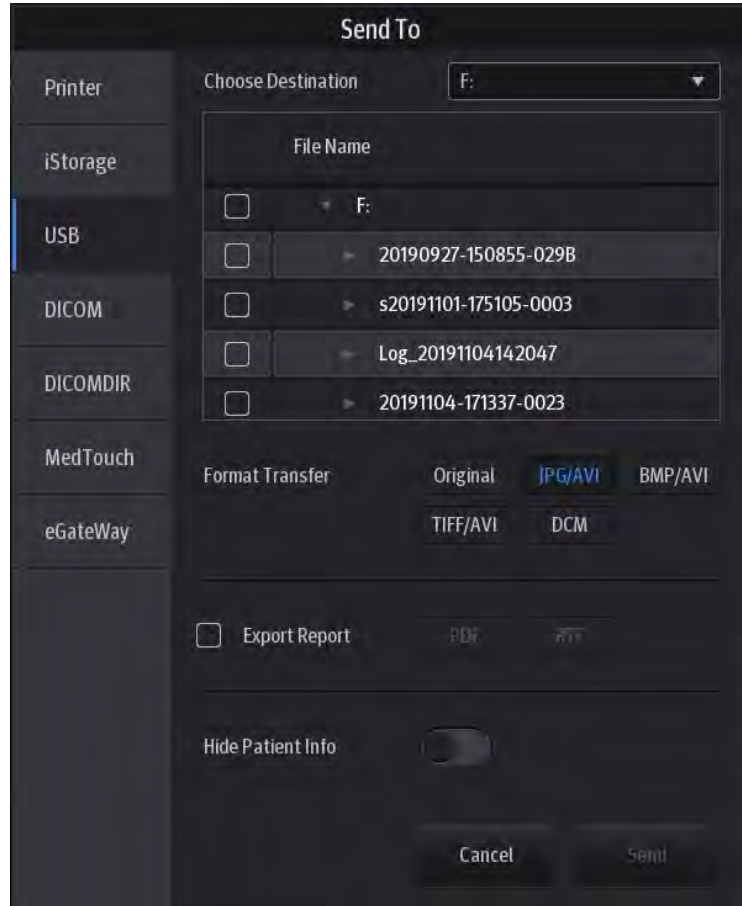 Send To
Printer
iStorage
USB
DICOM
DICOMDIR
MedTouch
eGateWay
Choose Destination
F:
File Name
F:
20190927-150855-029B
s20191101-175105-0003
Log_20191104142047
20191104-171337-0023
Format Transfer
Original JPG/AVI BMP/AVI
TIFF/AVI DCM
Export Report
PDF RTF
Hide Patient Info
Cancel Send